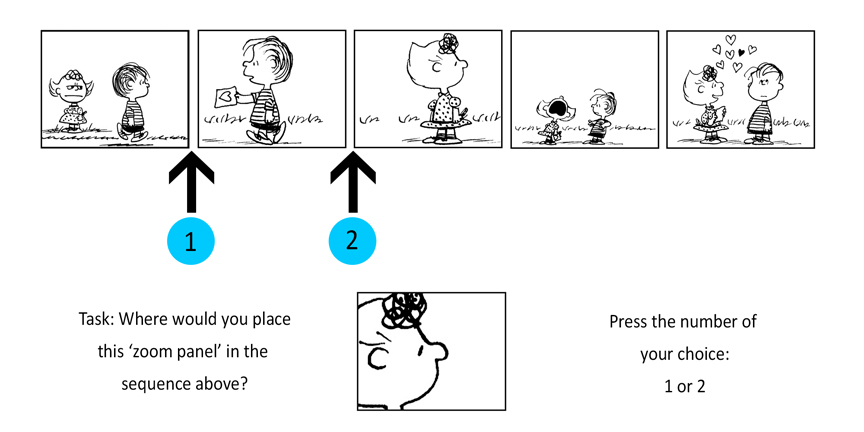 1
2
Task: Where would you place
this ‘zoom panel’ in the
sequence above?
Press the number of
your choice:
1 or 2